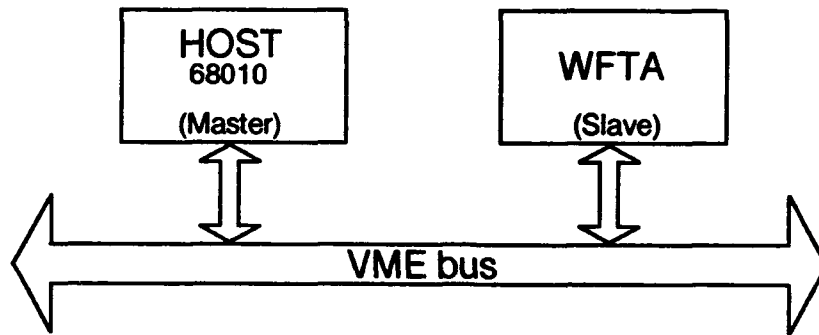 HOST
68010
(Master)
WFTA
(Slave)
VME bus